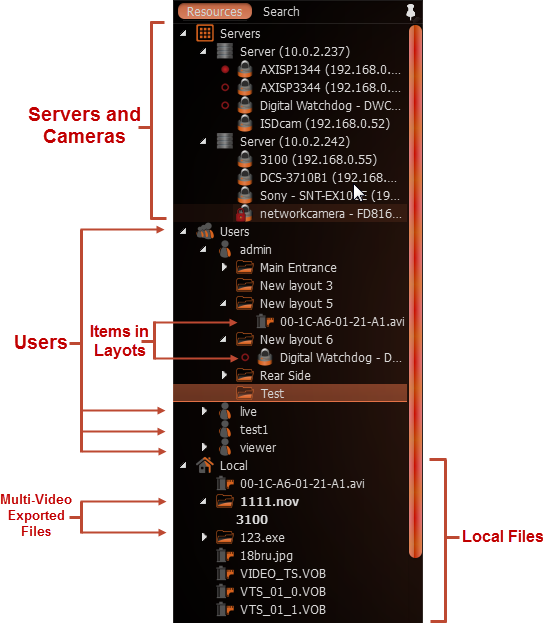 Resources Search
Servers
Server (10.0.2.237)
AXISP1344 (192.168.0....
AXISP3344 (192.168.0....
Digital Watchdog - DWC...
ISDcam (192.168.0.52)
Server (10.0.2.242)
3100 (192.168.0.55)
DCS-3710B1 (192.168....
Sony - SNT-EX10 (19...
networkcamera - FD816...
Servers and
Cameras
Users
admin
Main Entrance
New layout 3
New layout 5
00-1C-A6-01-21-A1.avi
New layout 6
Digital Watchdog - D...
Rear Side
Test
live
test1
viewer
Users
Items in
Layots
Local
00-1C-A6-01-21-A1.avi
1111.nov
3100
123.exe
18bru.jpg
VIDEO_TS.VOB
VTS_01_0.VOB
VTS_01_1.VOB
Multi-Video
Exported
Files
Local Files